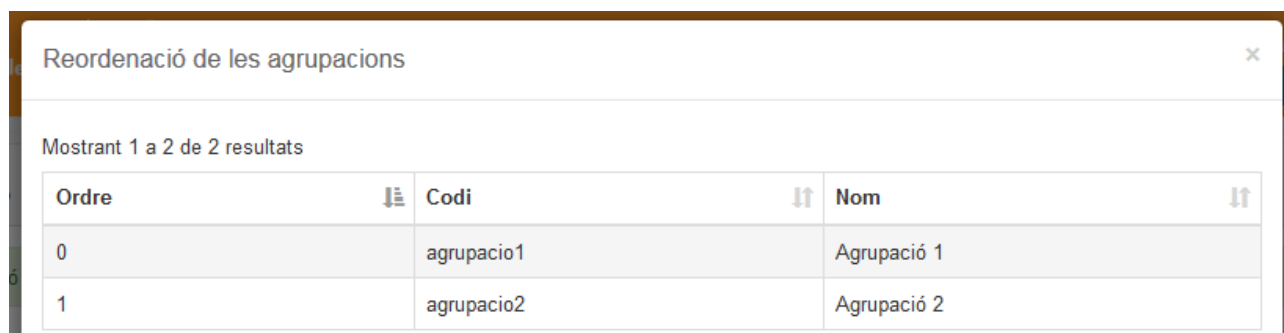 Reordenació de les agrupacions ×
Mostrant 1 a 2 de 2 resultats
Ordre Codi Nom
0 agrupacio1 Agrupació 1
1 agrupacio2 Agrupació 2